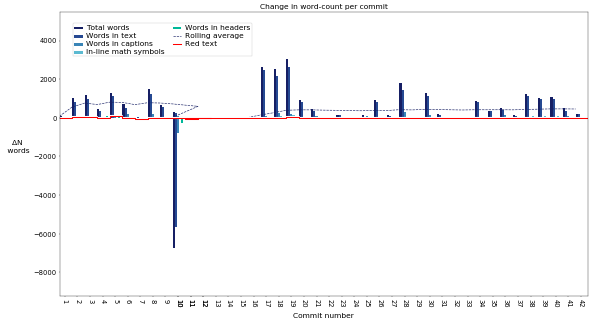 Change in word-count per commit
Total words
Words in text
Words in captions
In-line math symbols
Words in headers
Rolling average
Red text
4000
2000
0
−2000
−4000
−6000
−8000
ΔN
words
1 2 3 4 5 6 7 8 9 10 11 12 13 14 15 16 17 18 19 20 21 22 23 24 25 26 27 28 29 30 31 32 33 34 35 36 37 38 39 40 41 42
Commit number